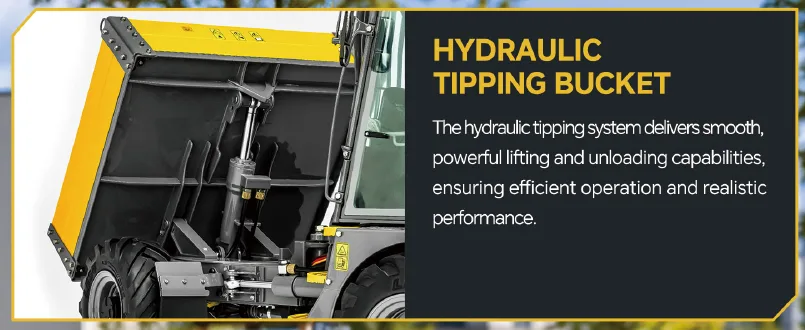 HYDRAULIC
TIPPING BUCKET
The hydraulic tipping system delivers smooth,
powerful lifting and unloading capabilities,
ensuring efficient operation and realistic
performance.